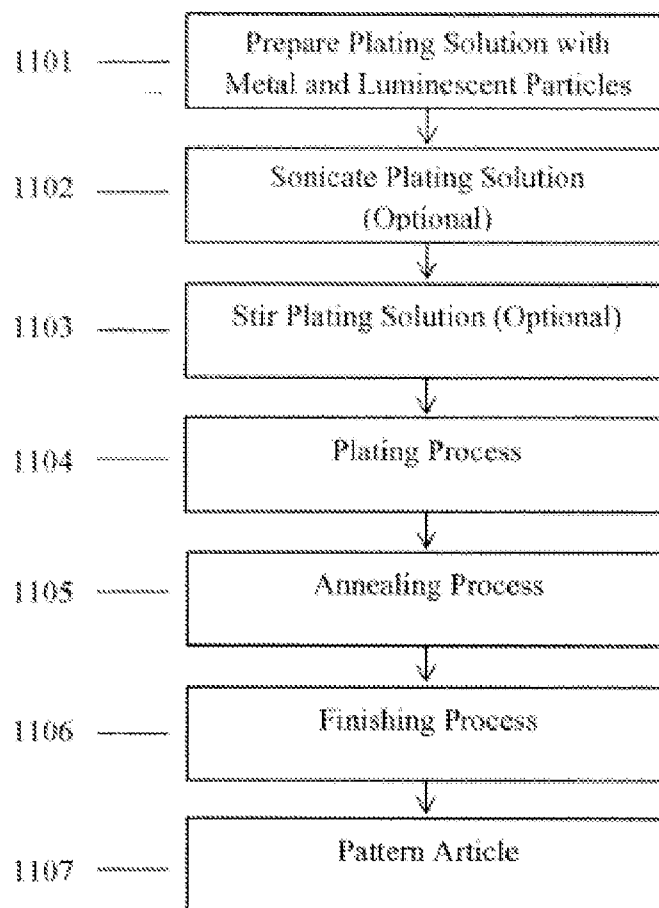 1101
Prepare Plating Solution with
Metal and Luminescent Particles
1102
Sonicate Plating Solution
(Optional)
1103
Stir Plating Solution (Optional)
1104
Plating Process
1105
Annealing Process
1106
Finishing Process
1107
Pattern Article